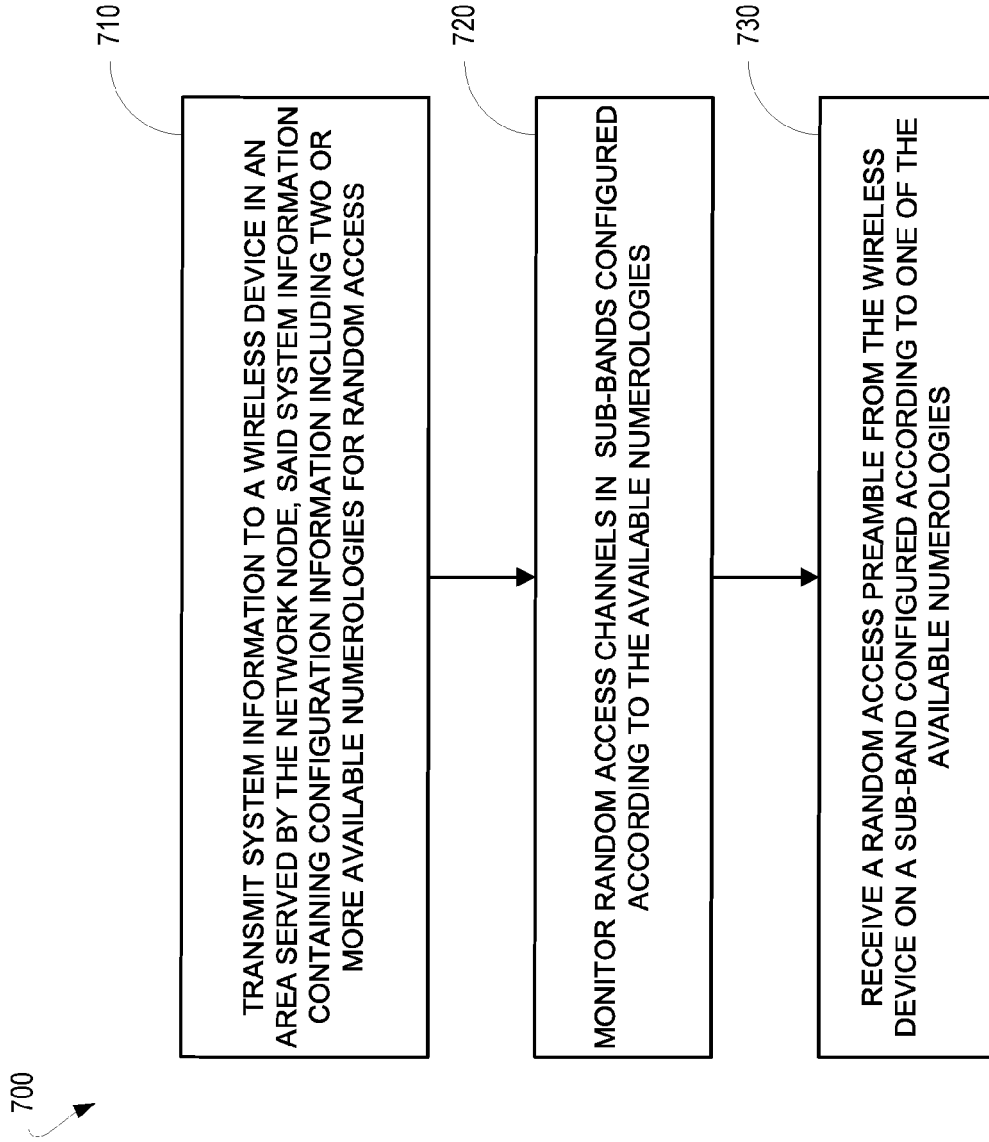 700
710
TRANSMIT SYSTEM INFORMATION TO A WIRELESS DEVICE IN AN
AREA SERVED BY THE NETWORK NODE, SAID SYSTEM INFORMATION
CONTAINING CONFIGURATION INFORMATION INCLUDING TWO OR
MORE AVAILABLE NUMEROLOGIES FOR RANDOM ACCESS
720
MONITOR RANDOM ACCESS CHANNELS IN SUB-BANDS CONFIGURED
ACCORDING TO THE AVAILABLE NUMEROLOGIES
730
RECEIVE A RANDOM ACCESS PREAMBLE FROM THE WIRELESS
DEVICE ON A SUB-BAND CONFIGURED ACCORDING TO ONE OF THE
AVAILABLE NUMEROLOGIES